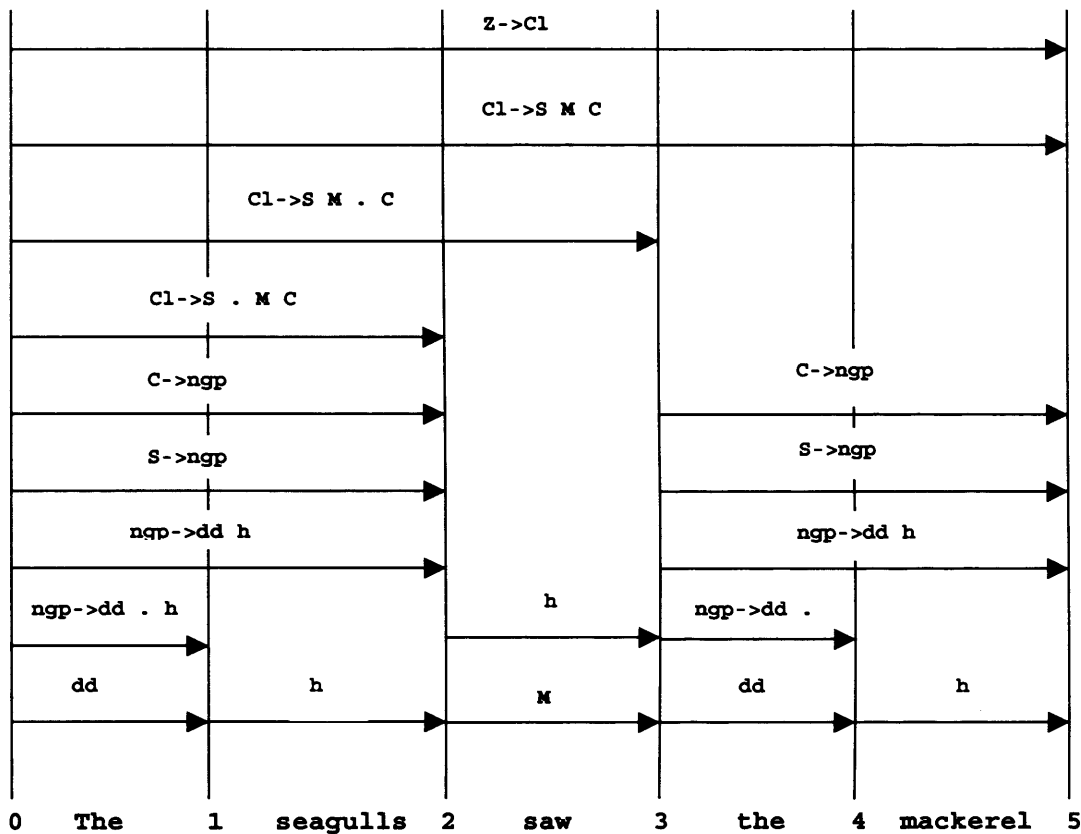 Z->Cl
Cl->S M C
Cl->S M . C
Cl->S . M C
C->ngp C->ngp
S->ngp S->ngp
ngp->dd h ngp->dd h
ngp->dd . h h ngp->dd .
dd h M dd h
0 The 1 seagulls 2 saw 3 the 4 mackerel 5